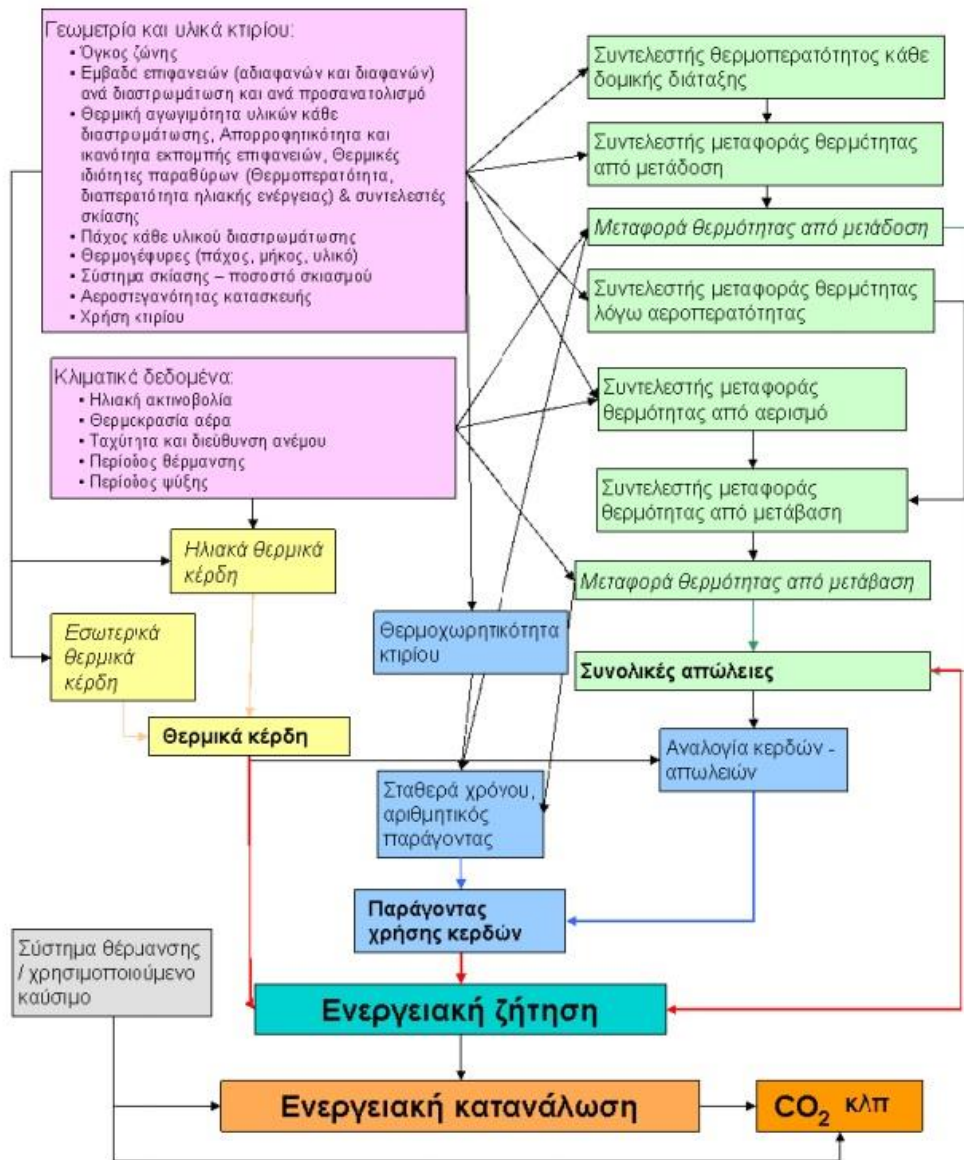 Γεωμετρία και υλικά κτιρίου:
• Όγκος ζώνης
• Εμβαδό επιφανειών (αδιαφανών και διαφανών)
ανά διαστρωμάτωση και ανά προσανατολισμό
• Θερμική αγωγιμότητα υλικών κάθε
διαστρωμάτωσης, Απορροφητικότητα και
ικανότητα εκπομπής επιφανειών, Θερμικές
ιδιότητες παραθύρων (Θερμοπερατότητα,
διαπερατότητα ηλιακής ενέργειας) & συντελεστές
σκίασης
• Πάχος κάθε υλικού διαστρωμάτωσης
• Θερμογέφυρες (πάχος, μήκος, υλικό)
• Σύστημα σκίασης – ποσοστό σκιασμού
• Αεροστεγανότητας κατασκευής
• Χρήση κτιρίου
Κλιματικά δεδομένα:
• Ηλιακή ακτινοβολία
• Θερμοκρασία αέρα
• Ταχύτητα και διεύθυνση ανέμου
• Περίοδος θέρμανσης
• Περίοδος ψύξης
Συντελεστής θερμοπερατότητος κάθε
δομικής διάταξης
Συντελεστής μεταφοράς θερμότητας
από μετάδοση
Μεταφορά θερμότητας από μετάδοση
Συντελεστής μεταφοράς θερμότητας
λόγω αεροπερατότητας
Συντελεστής μεταφοράς
θερμότητας από αερισμό
Συντελεστής μεταφοράς
θερμότητας από μετάβαση
Μεταφορά θερμότητας από μετάβαση
Συνολικές απώλειες
Ηλιακά θερμικά
κέρδη
Εσωτερικά
θερμικά
κέρδη
Θερμικά κέρδη
Θερμοχωρητικότητα
κτιρίου
Αναλογία κερδών -
απωλειών
Σταθερά χρόνου,
αριθμητικός
παράγοντας
Παράγοντας
χρήσης κερδών
Σύστημα θέρμανσης
/ χρησιμοποιούμενο
καύσιμο
Ενεργειακή ζήτηση
Ενεργειακή κατανάλωση
CO₂ κλπ